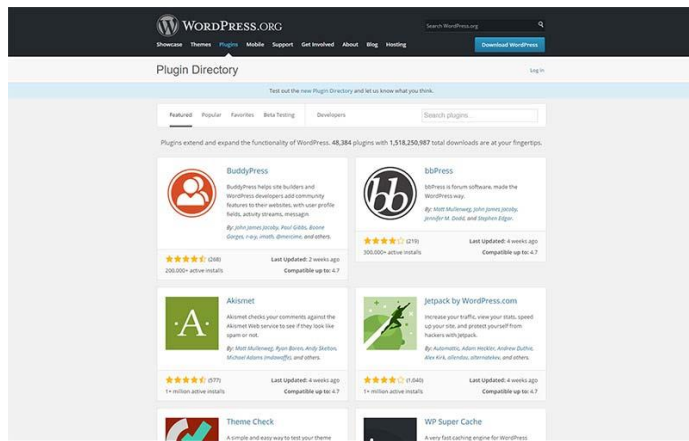 WORDPRESS.ORG
Search WordPress.org
Showcase Themes Plugins Mobile Support Get Involved About Blog Hosting
Download WordPress
Plugin Directory
Log In
Test out the new Plugin Directory and let us know what you think.
Featured Popular Favorites Beta Testing Developers
Search plugins
Plugins extend and expand the functionality of WordPress. 48,384 plugins with 1,518,250,987 total downloads are at your fingertips.
BuddyPress
BuddyPress helps site builders and
WordPress developers add community
features to their websites, with user profile
fields, activity streams, messagin.
By: John James Jacoby, Paul Gibbs, Boone
Gorges, r-a-y, imath, @mercime, and others.
(268)
200,000+ active installs
Last Updated: 2 weeks ago
Compatible up to: 4.7
bbPress
bbPress is forum software, made the
WordPress way.
By: Matt Mullenweg, John James Jacoby,
Jennifer M. Dodd, and Stephen Edgar.
(219)
300,000+ active installs
Last Updated: 4 weeks ago
Compatible up to: 4.7
Akismet
Akismet checks your comments against the
Akismet Web service to see if they look like
spam or not.
By: Matt Mullenweg, Ryan Boren, Andy Skelton,
Michael Adams (mdawaffe), and others.
(577)
1+ million active installs
Last Updated: 4 weeks ago
Compatible up to: 4.7
Jetpack by WordPress.com
Increase your traffic, view your stats, speed
up your site, and protect yourself from
hackers with Jetpack.
By: Automattic, Adam Heckler, Andrew Duthie,
Alex Kirk, allendav, alternatekev, and others.
(1,040)
1+ million active installs
Last Updated: 4 weeks ago
Compatible up to: 4.7
Theme Check
A simple and easy way to test your theme
WP Super Cache
A very fast caching engine for WordPress